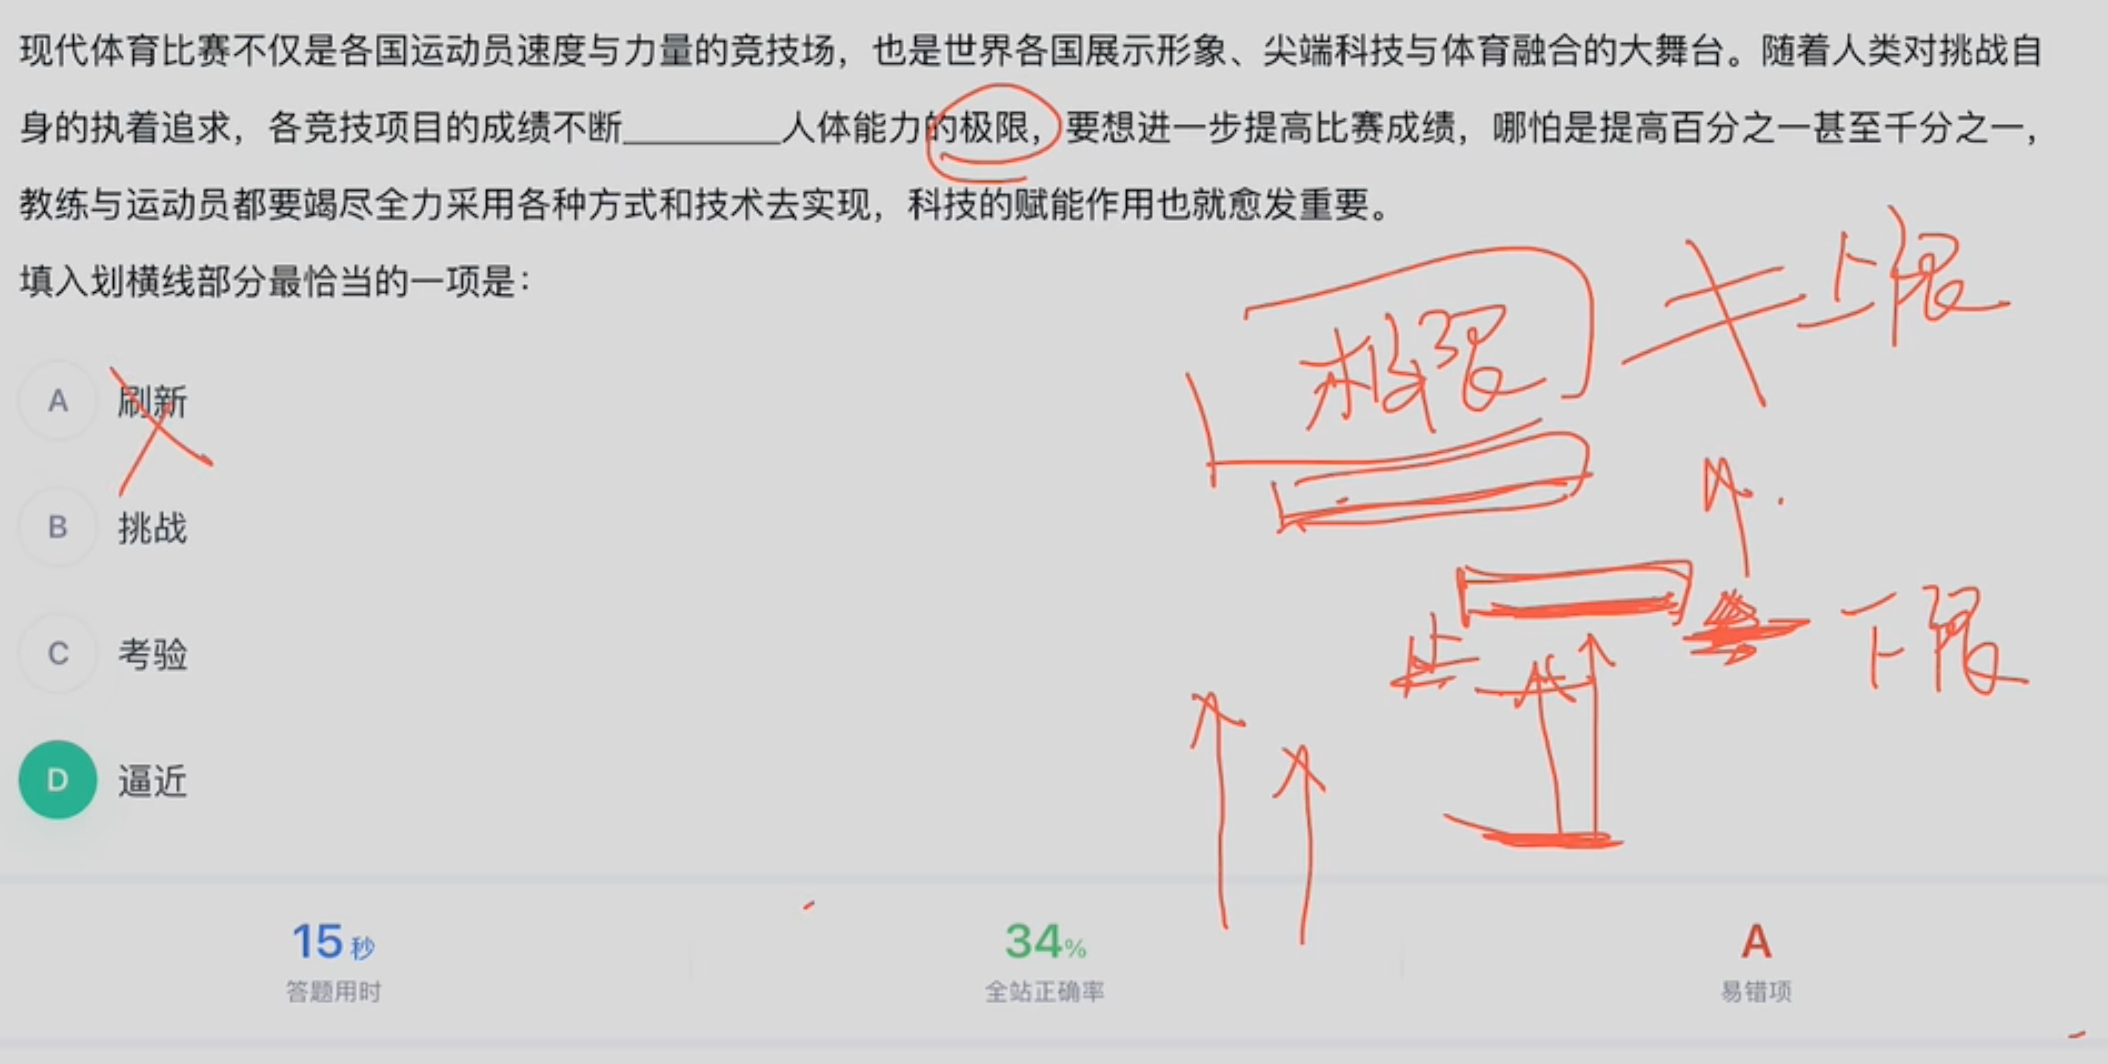 现代体育比赛不仅是各国运动员速度与力量的竞技场，也是世界各国展示形象、尖端科技与体育融合的大舞台。随着人类对挑战自
身的执着追求，各竞技项目的成绩不断________人体能力的极限，要想进一步提高比赛成绩，哪怕是提高百分之一甚至千分之一，
教练与运动员都要竭尽全力采用各种方式和技术去实现，科技的赋能作用也就愈发重要。
填入划横线部分最恰当的一项是：
极限 上限
A 刷新
B 挑战
C 考验
下限
D 逼近
15秒 34% A
答题用时 全站正确率 易错项